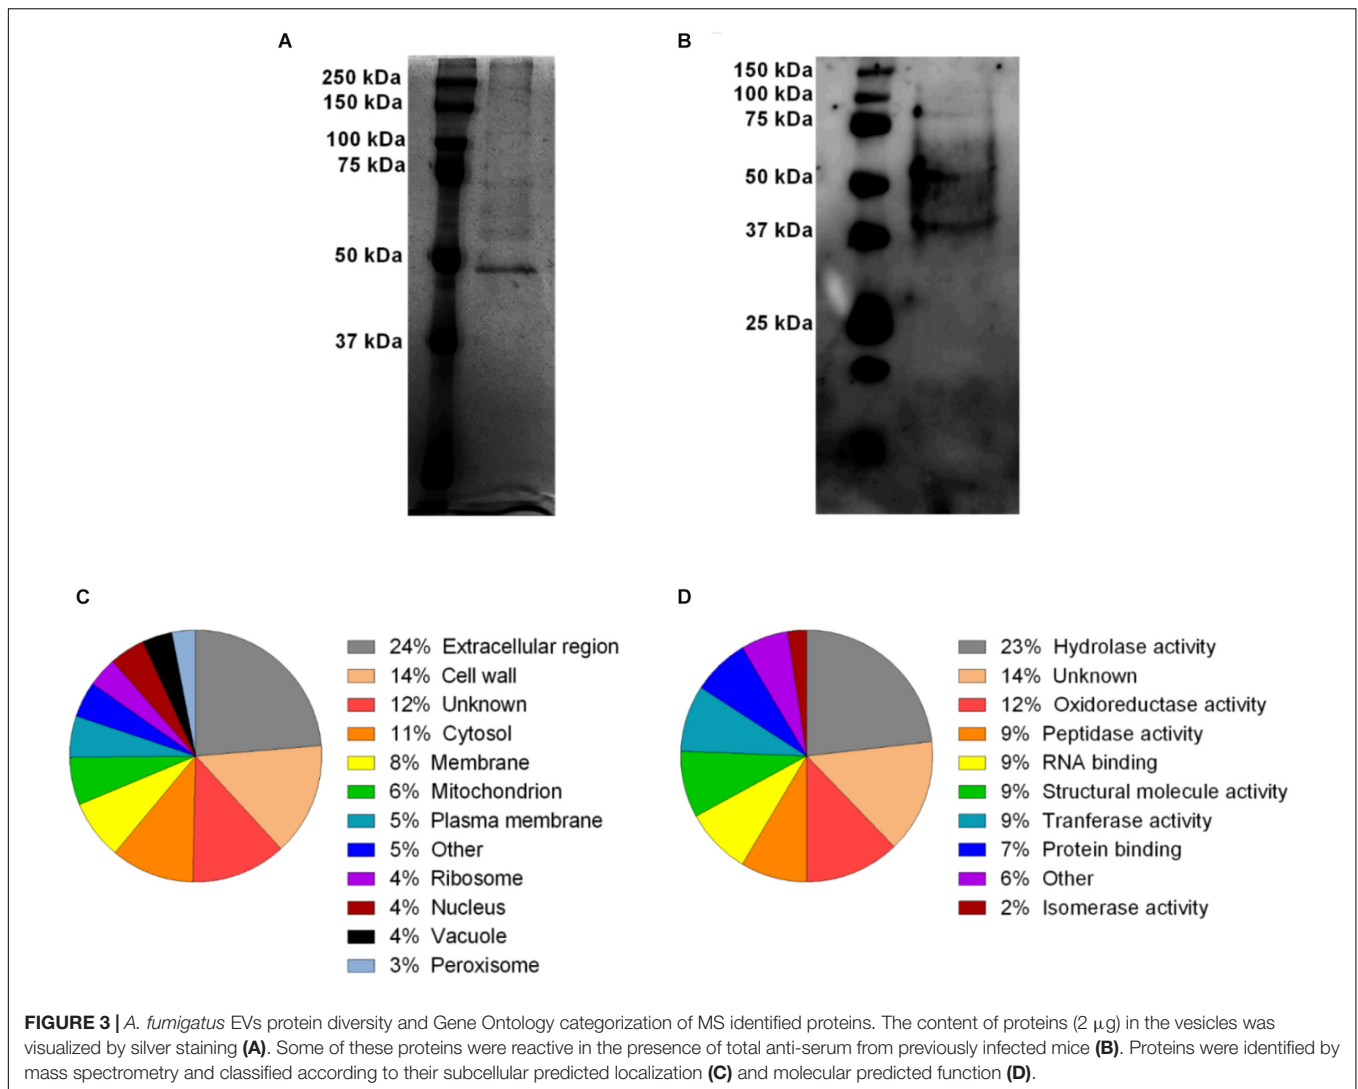 A
250 kDa
150 kDa
100 kDa
75 kDa
50 kDa
37 kDa
B
150 kDa
100 kDa
75 kDa
50 kDa
37 kDa
25 kDa
C
24% Extracellular region
14% Cell wall
12% Unknown
11% Cytosol
8% Membrane
6% Mitochondrion
5% Plasma membrane
5% Other
4% Ribosome
4% Nucleus
4% Vacuole
3% Peroxisome
D
23% Hydrolase activity
14% Unknown
12% Oxidoreductase activity
9% Peptidase activity
9% RNA binding
9% Structural molecule activity
9% Tranferase activity
7% Protein binding
6% Other
2% Isomerase activity
FIGURE 3 | A. fumigatus EVs protein diversity and Gene Ontology categorization of MS identified proteins. The content of proteins (2 μg) in the vesicles was
visualized by silver staining (A). Some of these proteins were reactive in the presence of total anti-serum from previously infected mice (B). Proteins were identified by
mass spectrometry and classified according to their subcellular predicted localization (C) and molecular predicted function (D).